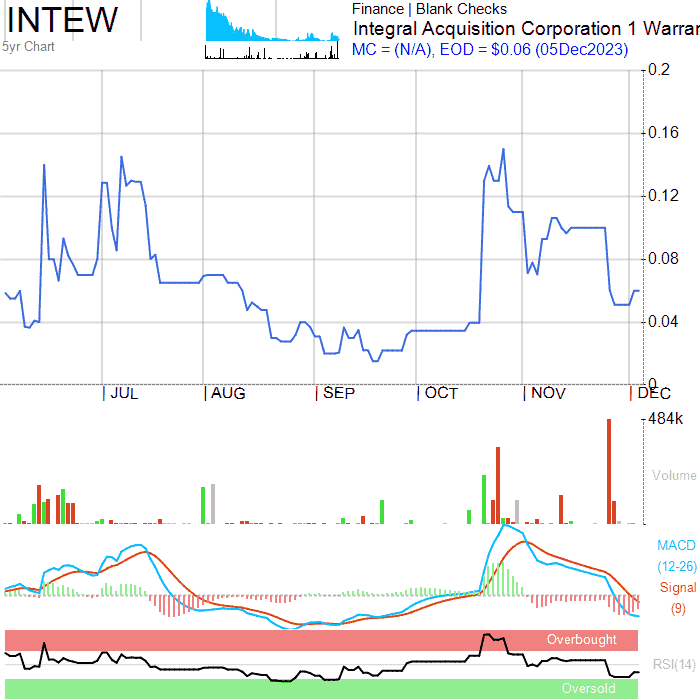 INTEW
5yr Chart
Finance | Blank Checks
Integral Acquisition Corporation 1 Warrar
MC = (N/A), EOD = $0.06 (05Dec2023)
0.2
0.16
0.12
0.08
0.04
0
JUL
AUG
SEP
OCT
NOV
DEC
484k
Volume
MACD
(12-26)
Signal
(9)
Overbought
RSI(14)
Oversold